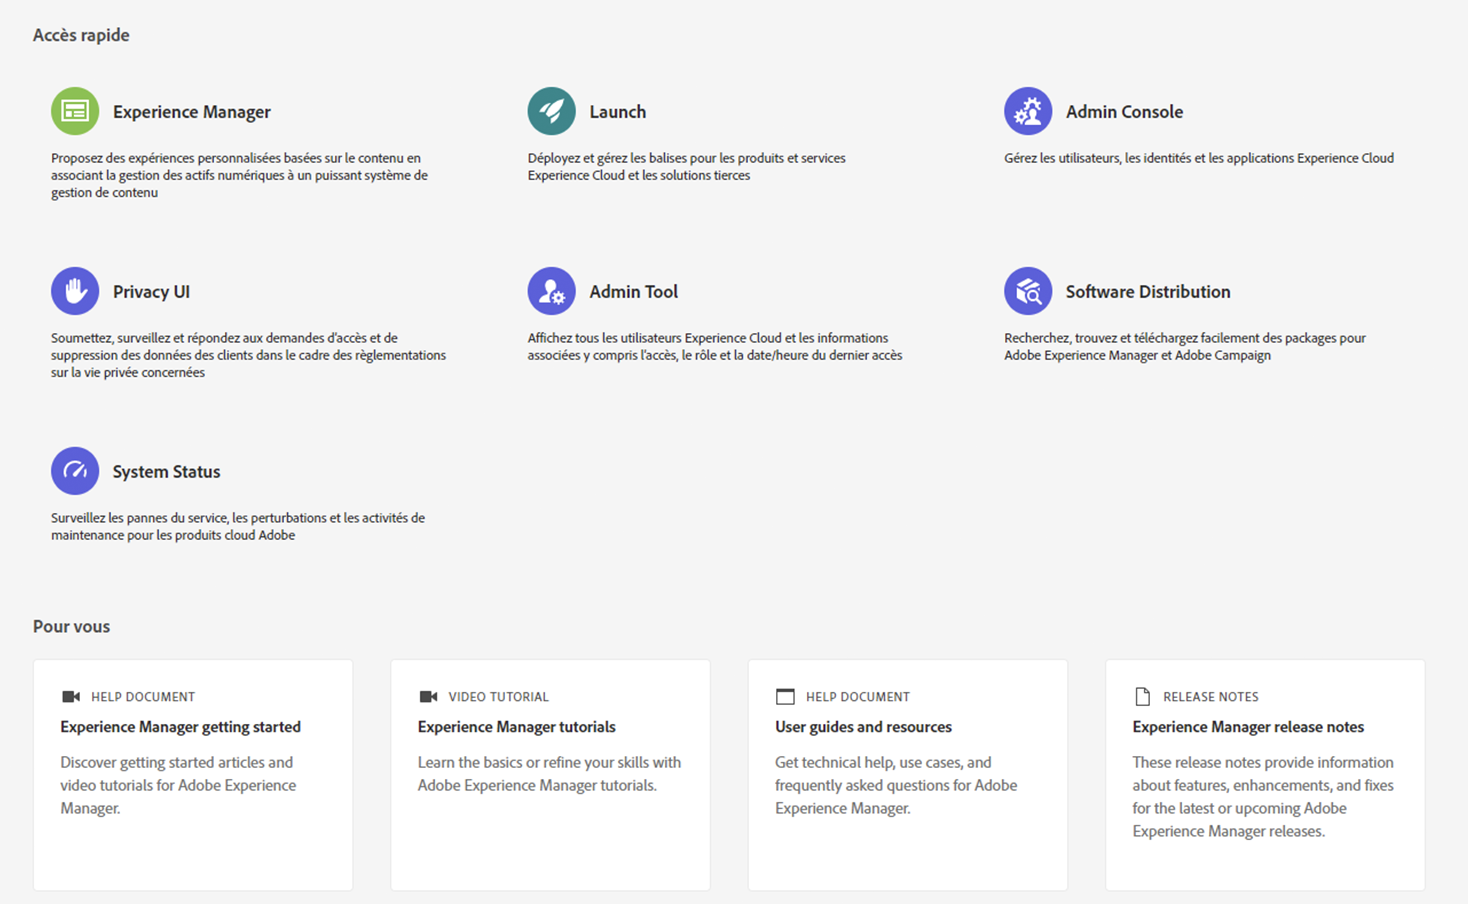 Accès rapide
Experience Manager
Proposez des expériences personnalisées basées sur le contenu en
associant la gestion des actifs numériques à un puissant système de
gestion de contenu
Launch
Déployez et gérez les balises pour les produits et services
Experience Cloud et les solutions tierces
Admin Console
Gérez les utilisateurs, les identités et les applications Experience Cloud
Privacy UI
Soumettez, surveillez et répondez aux demandes d'accès et de
suppression des données des clients dans le cadre des règlementations
sur la vie privée concernées
Admin Tool
Affichez tous les utilisateurs Experience Cloud et les informations
associées y compris l'accès, le rôle et la date/heure du dernier accès
Software Distribution
Recherchez, trouvez et téléchargez facilement des packages pour
Adobe Experience Manager et Adobe Campaign
System Status
Surveillez les pannes du service, les perturbations et les activités de
maintenance pour les produits cloud Adobe
Pour vous
HELP DOCUMENT
Experience Manager getting started
Discover getting started articles and
video tutorials for Adobe Experience
Manager.
VIDEO TUTORIAL
Experience Manager tutorials
Learn the basics or refine your skills with
Adobe Experience Manager tutorials.
HELP DOCUMENT
User guides and resources
Get technical help, use cases, and
frequently asked questions for Adobe
Experience Manager.
RELEASE NOTES
Experience Manager release notes
These release notes provide information
about features, enhancements, and fixes
for the latest or upcoming Adobe
Experience Manager releases.